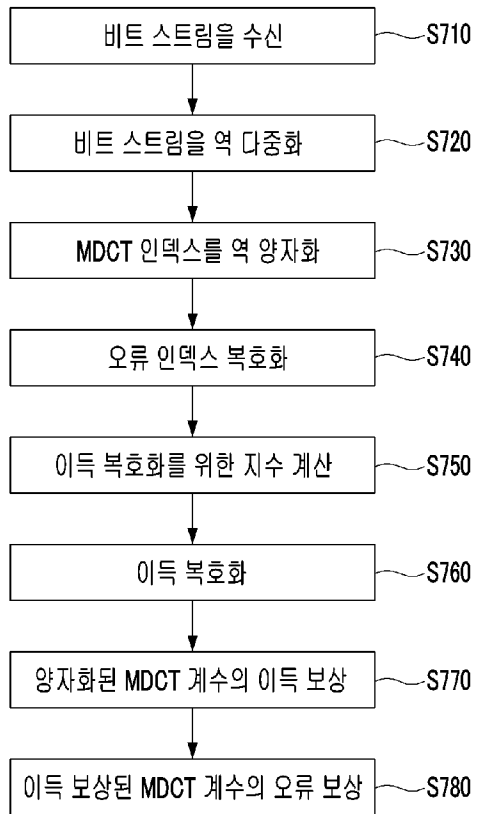 비트 스트림을 수신 S710
비트 스트림을 역 다중화 S720
MDCT 인덱스를 역 양자화 S730
오류 인덱스 복호화 S740
이득 복호화를 위한 지수 계산 S750
이득 복호화 S760
양자화된 MDCT 계수의 이득 보상 S770
이득 보상된 MDCT 계수의 오류 보상 S780